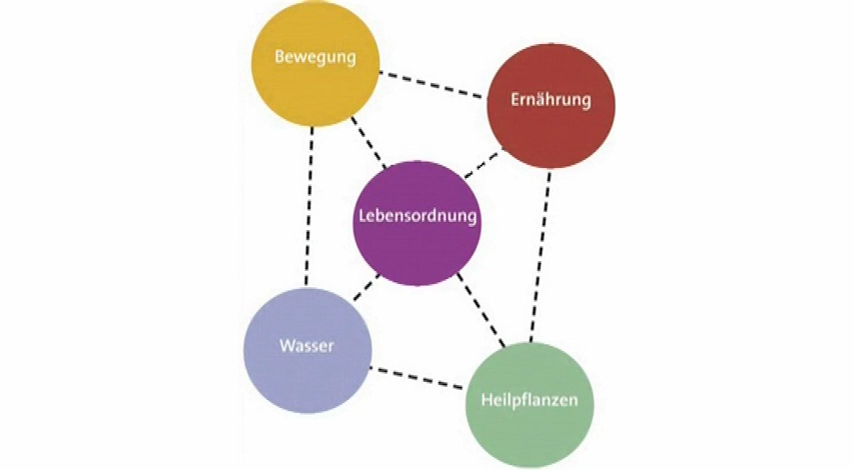 Bewegung
Ernährung
Lebensordnung
Wasser
Heilpflanzen